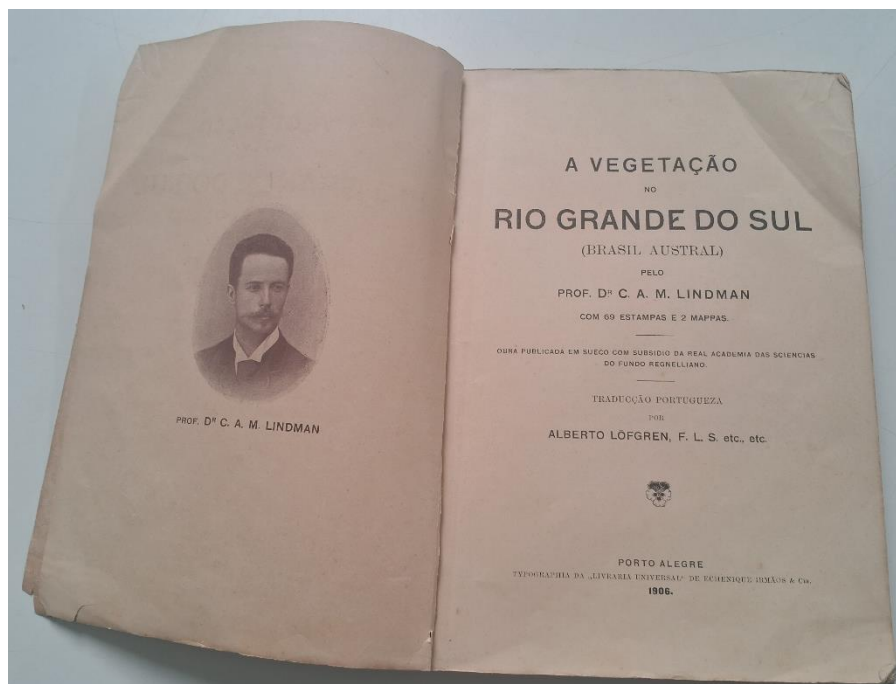 PROF. Dᴿ C. A. M. LINDMAN
A VEGETAÇÃO
NO
RIO GRANDE DO SUL
(BRASIL AUSTRAL)
PELO
PROF. Dᴿ C. A. M. LINDMAN
COM 69 ESTAMPAS E 2 MAPPAS.
OBRA PUBLICADA EM SUECO COM SUBSIDIO DA REAL ACADEMIA DAS SCIENCIAS
DO FUNDO REGNELLIANO.
TRADUCÇÃO PORTUGUEZA
POR
ALBERTO LÖFGREN, F. L. S. etc., etc.
PORTO ALEGRE
TYPOGRAPHIA DA „LIVRARIA UNIVERSAL“ DE ECHENIQUE IRMÃOS & Cia.
1906.